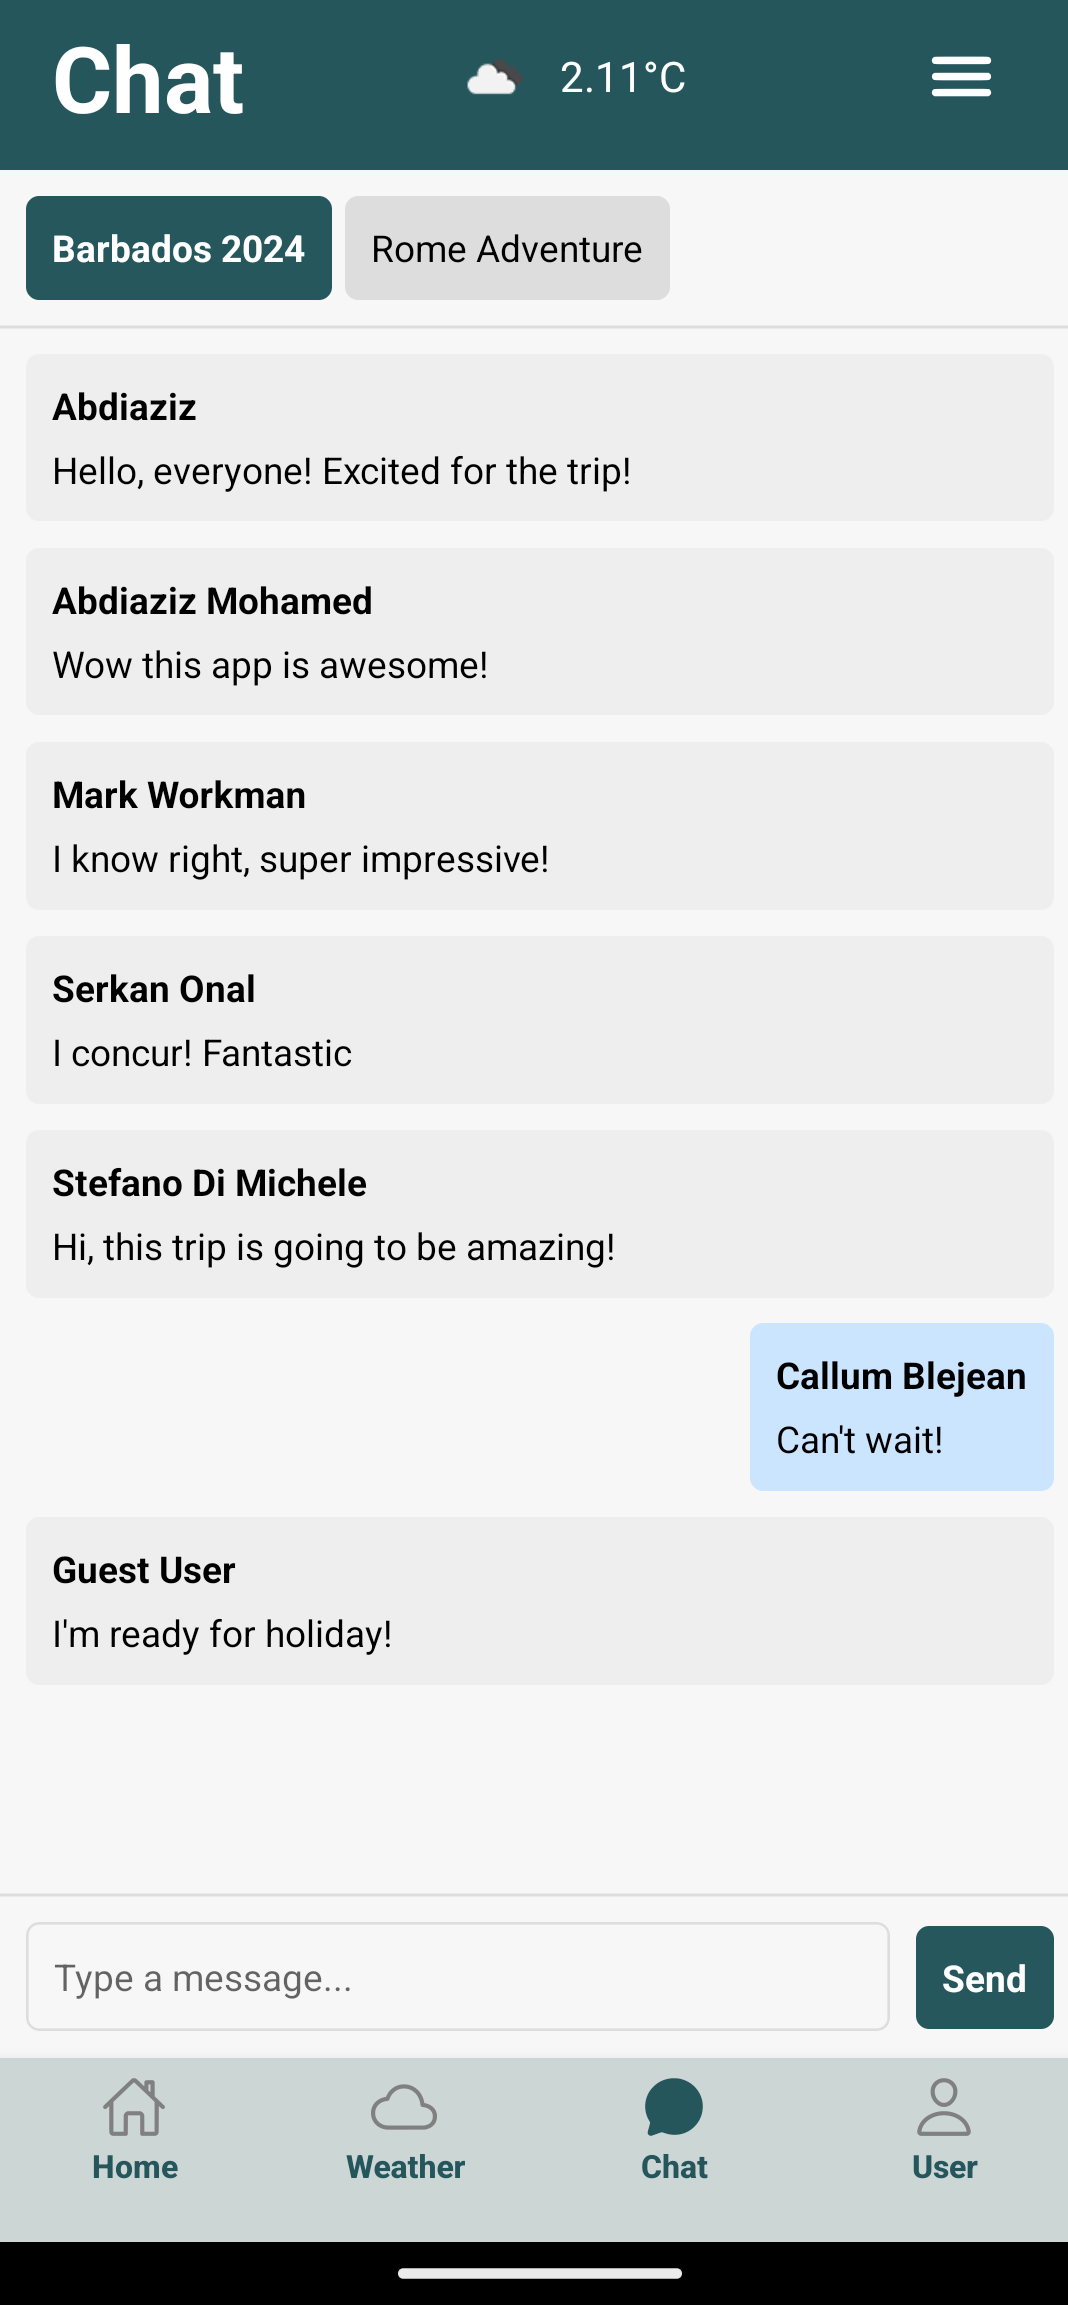 Chat
2.11°C
Barbados 2024
Rome Adventure
Abdiaziz
Hello, everyone! Excited for the trip!
Abdiaziz Mohamed
Wow this app is awesome!
Mark Workman
I know right, super impressive!
Serkan Onal
I concur! Fantastic
Stefano Di Michele
Hi, this trip is going to be amazing!
Callum Blejean
Can't wait!
Guest User
I'm ready for holiday!
Type a message...
Send
Home
Weather
Chat
User